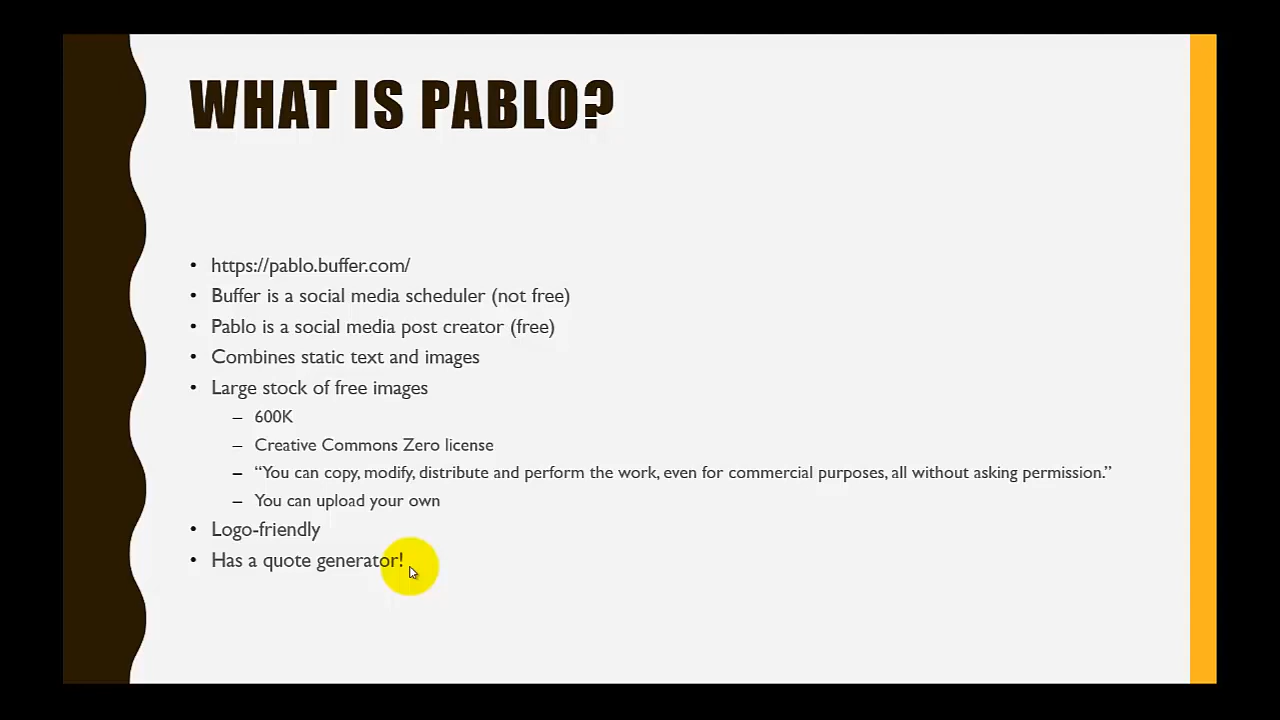 WHAT IS PABLO?
• https://pablo.buffer.com/
• Buffer is a social media scheduler (not free)
• Pablo is a social media post creator (free)
• Combines static text and images
• Large stock of free images
– 600K
– Creative Commons Zero license
– “You can copy, modify, distribute and perform the work, even for commercial purposes, all without asking permission.”
– You can upload your own
• Logo-friendly
• Has a quote generator!